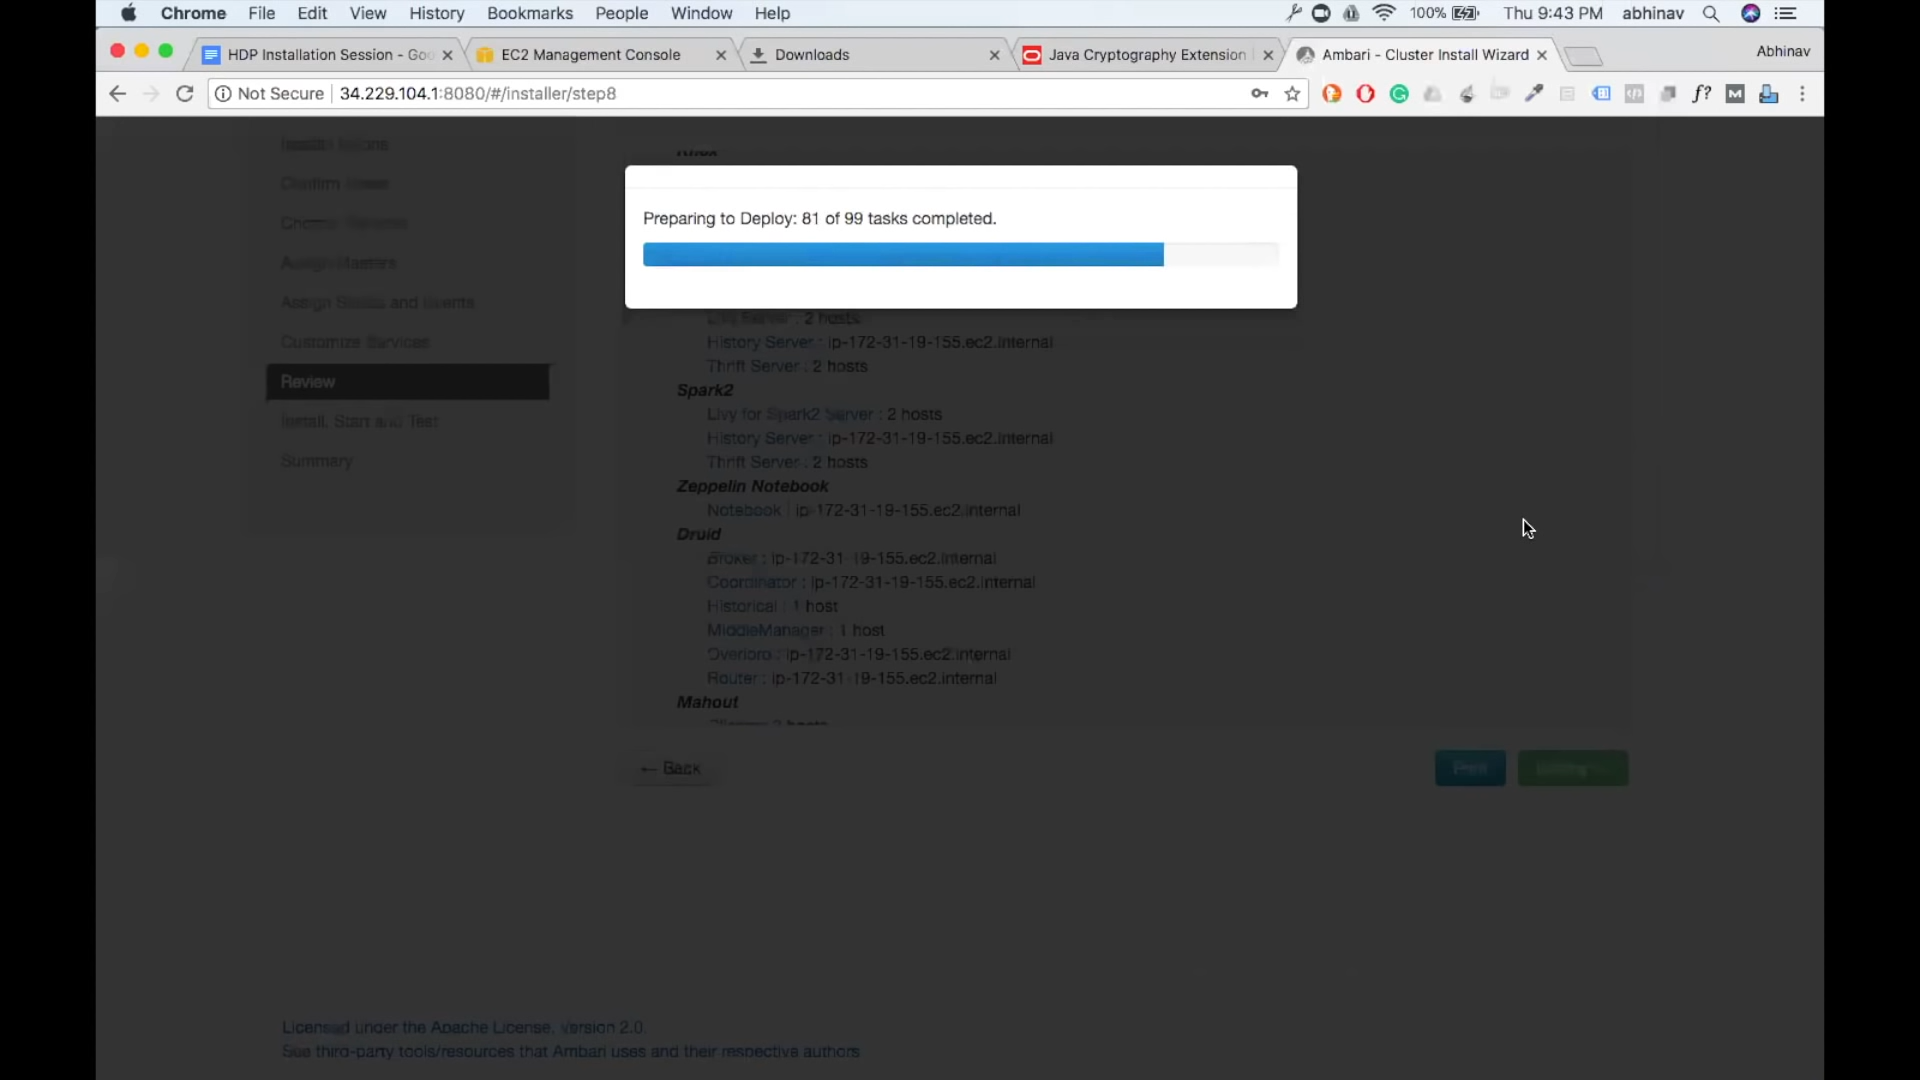 Chrome File Edit View History Bookmarks People Window Help 100% Thu 9:43 PM abhinav
HDP Installation Session - Goo EC2 Management Console Downloads Java Cryptography Extension Ambari - Cluster Install Wizard Abhinav
Not Secure 34.229.104.1:8080/#/installer/step8 f? M
Preparing to Deploy: 81 of 99 tasks completed.
Install Options
Confirm Hosts
Choose Services
Assign Masters
Assign Slaves and Clients
Customize Services
Review
Install, Start and Test
Summary
Livy Server : 2 hosts
History Server : ip-172-31-19-155.ec2.internal
Thrift Server : 2 hosts
Spark2
Livy for Spark2 Server : 2 hosts
History Server : ip-172-31-19-155.ec2.internal
Thrift Server : 2 hosts
Zeppelin Notebook
Notebook : ip-172-31-19-155.ec2.internal
Druid
Broker : ip-172-31-19-155.ec2.internal
Coordinator : ip-172-31-19-155.ec2.internal
Historical : 1 host
MiddleManager : 1 host
Overlord : ip-172-31-19-155.ec2.internal
Router : ip-172-31-19-155.ec2.internal
Mahout
← Back
Print
Licensed under the Apache License, Version 2.0.
See third-party tools/resources that Ambari uses and their respective authors